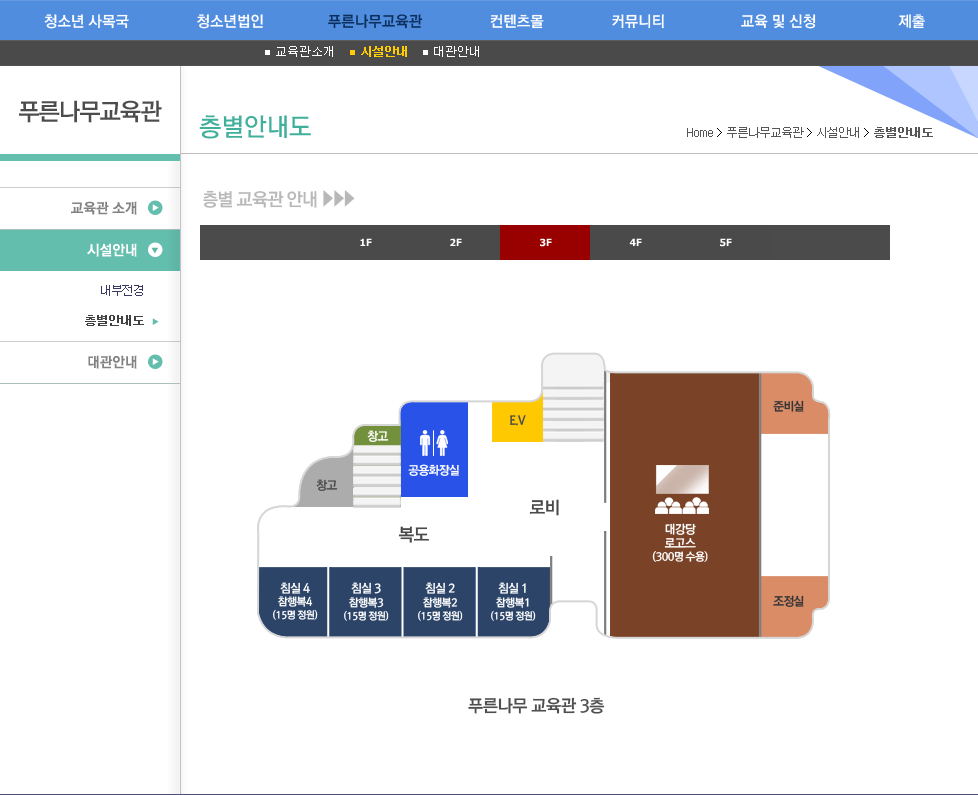 청소년 사목국 청소년법인 푸른나무교육관 컨텐츠몰 커뮤니티 교육 및 신청 제출
교육관소개 시설안내 대관안내
푸른나무교육관
층별안내도
Home > 푸른나무교육관 > 시설안내 > 층별안내도
교육관 소개
시설안내
내부전경
층별안내도
대관안내
층별 교육관 안내
1F 2F 3F 4F 5F
준비실
E.V
창고
공용화장실
창고
로비
복도
대강당
로고스
(300명 수용)
침실 4
참행복4
(15명 정원)
침실 3
참행복3
(15명 정원)
침실 2
참행복2
(15명 정원)
침실 1
참행복1
(15명 정원)
조정실
푸른나무 교육관 3층